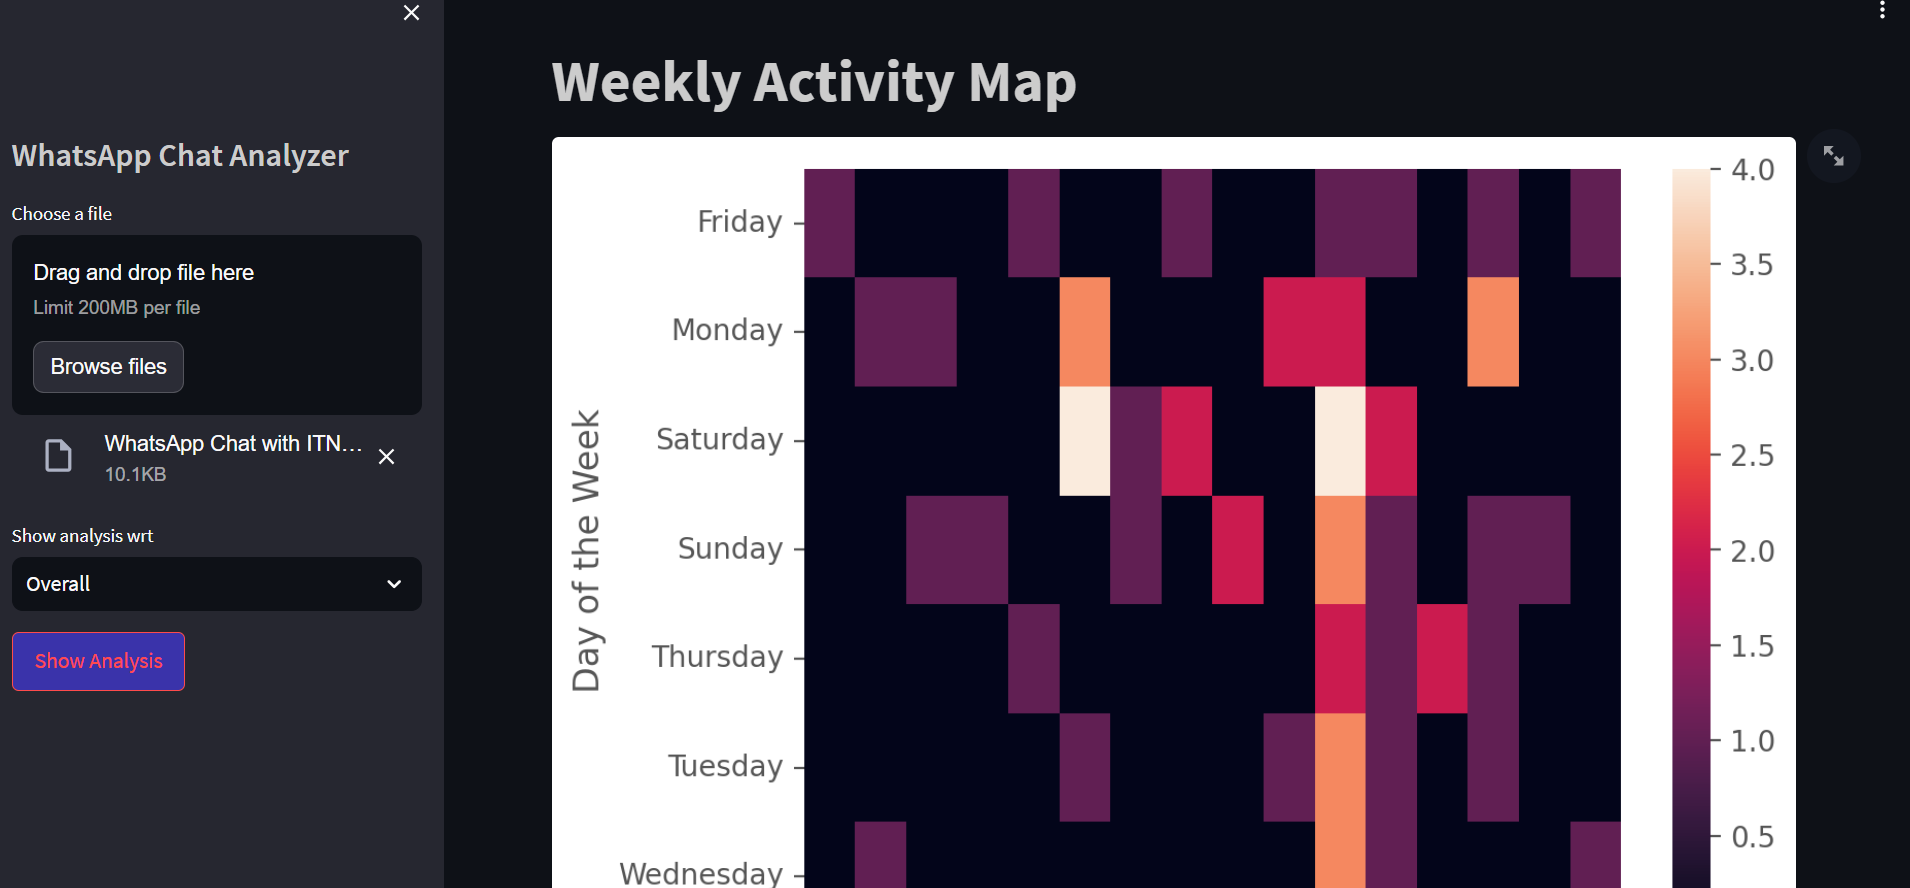 WhatsApp Chat Analyzer
Choose a file
Drag and drop file here
Limit 200MB per file
Browse files
WhatsApp Chat with ITN...
10.1KB
Show analysis wrt
Overall
Show Analysis
Weekly Activity Map
Day of the Week
Friday
Monday
Saturday
Sunday
Thursday
Tuesday
Wednesday
4.0
3.5
3.0
2.5
2.0
1.5
1.0
0.5